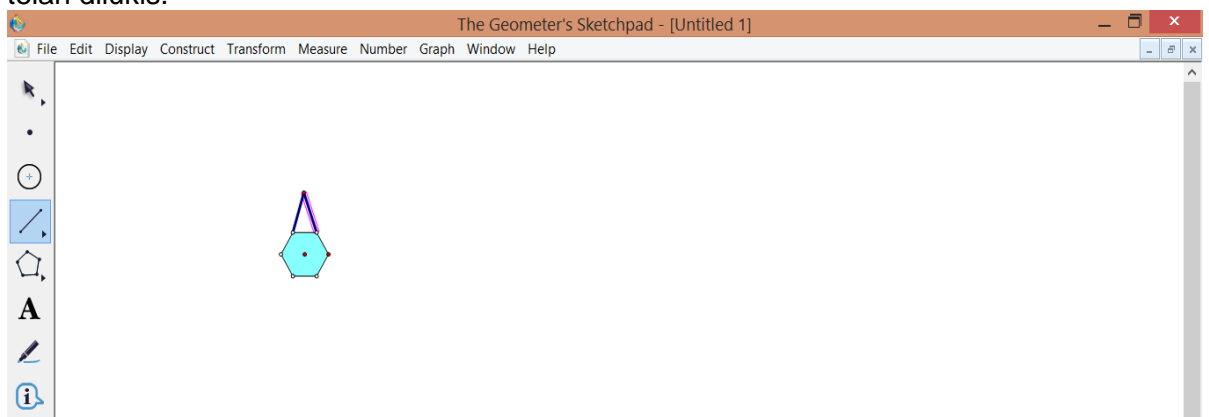 The Geometer's Sketchpad - [Untitled 1]
File Edit Display Construct Transform Measure Number Graph Window Help
A
i